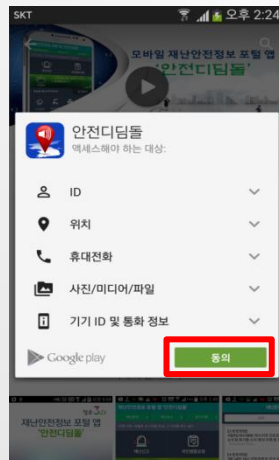 SKT 오후 2:24
모바일 재난안전정보 포털 앱
'안전디딤돌'
안전디딤돌
액세스해야 하는 대상:
ID
위치
휴대전화
사진/미디어/파일
기기 ID 및 통화 정보
Google play 동의
재난안전정보 포털 앱
'안전디딤돌'